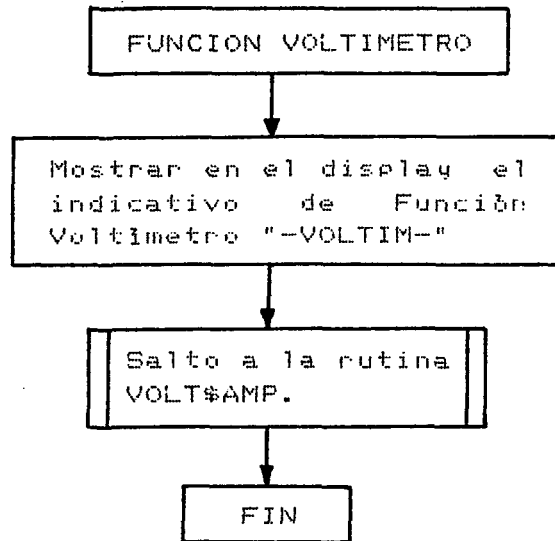 FUNCION VOLTIMETRO
Mostrar en el display el
indicativo de Función
Voltímetro "-VOLTIM-"
Salto a la rutina
VOLT$AMP.
FIN